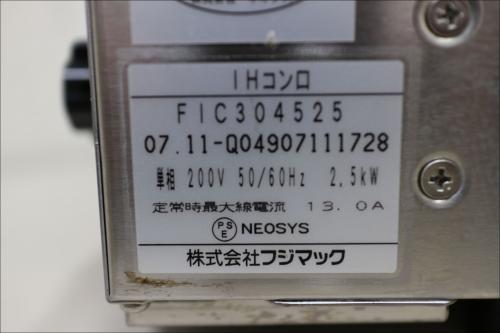 IHコンロ
FIC304525
07.11-Q04907111728
単相 200V 50/60Hz 2,5kW
定常時最大線電流 13.0A
PSE NEOSYS
株式会社フジマック